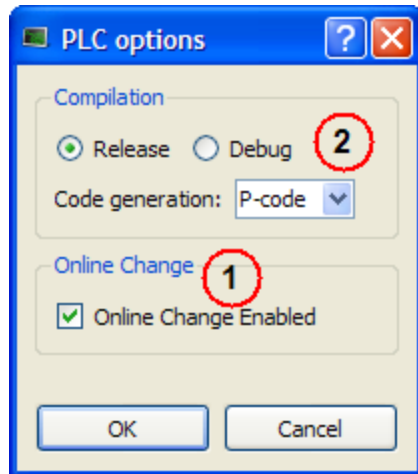 PLC options ?
Compilation
Release Debug 2
Code generation: P-code
Online Change 1
Online Change Enabled
OK Cancel